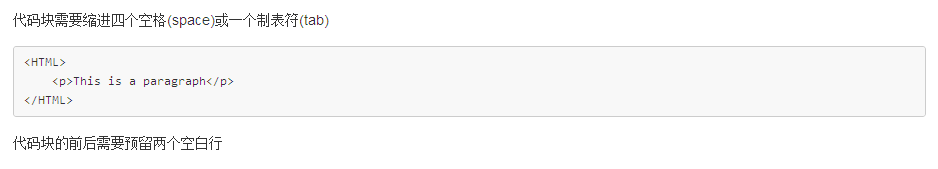 代码块需要缩进四个空格(space)或一个制表符(tab)
<HTML>
    <p>This is a paragraph</p>
</HTML>
代码块的前后需要预留两个空白行